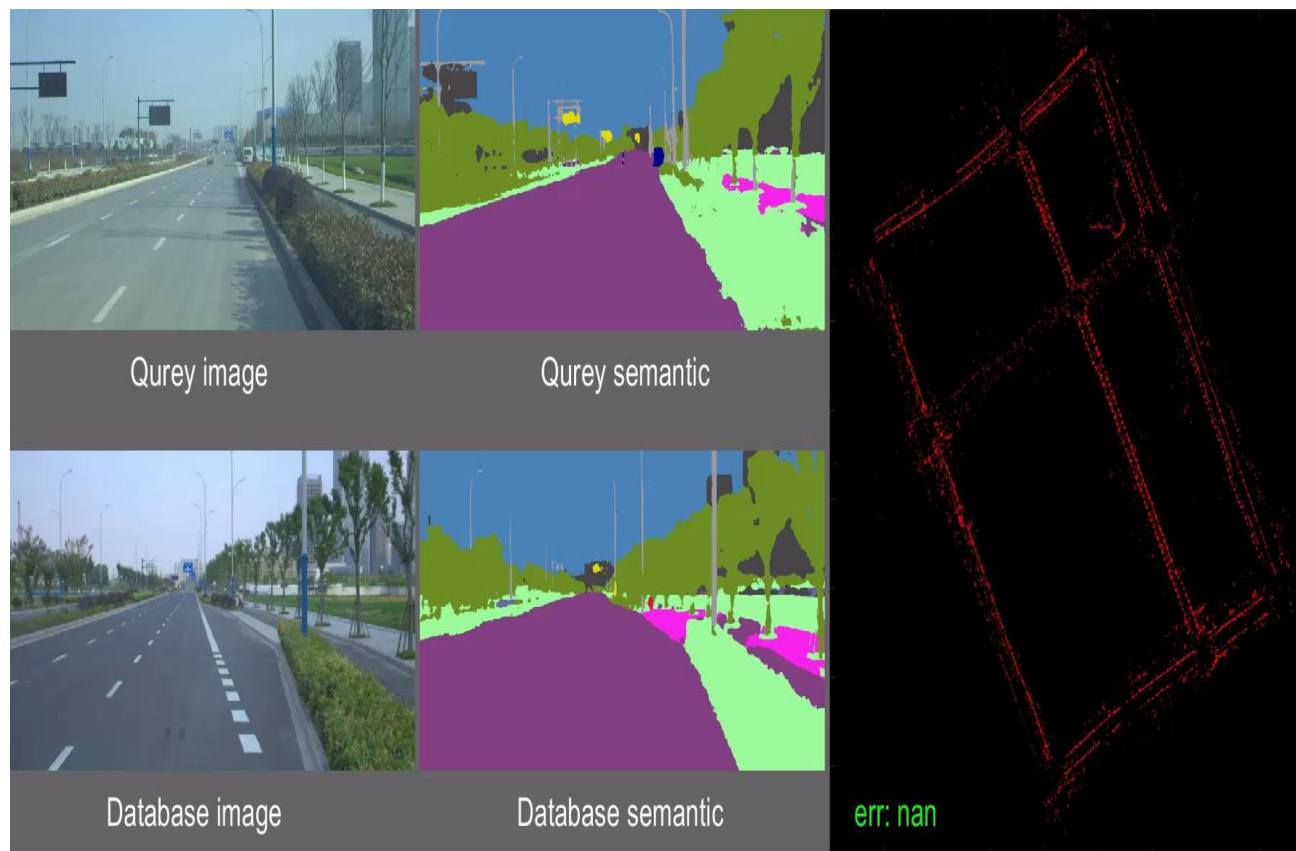 Qurey image
Qurey semantic
Database image
Database semantic
err: nan